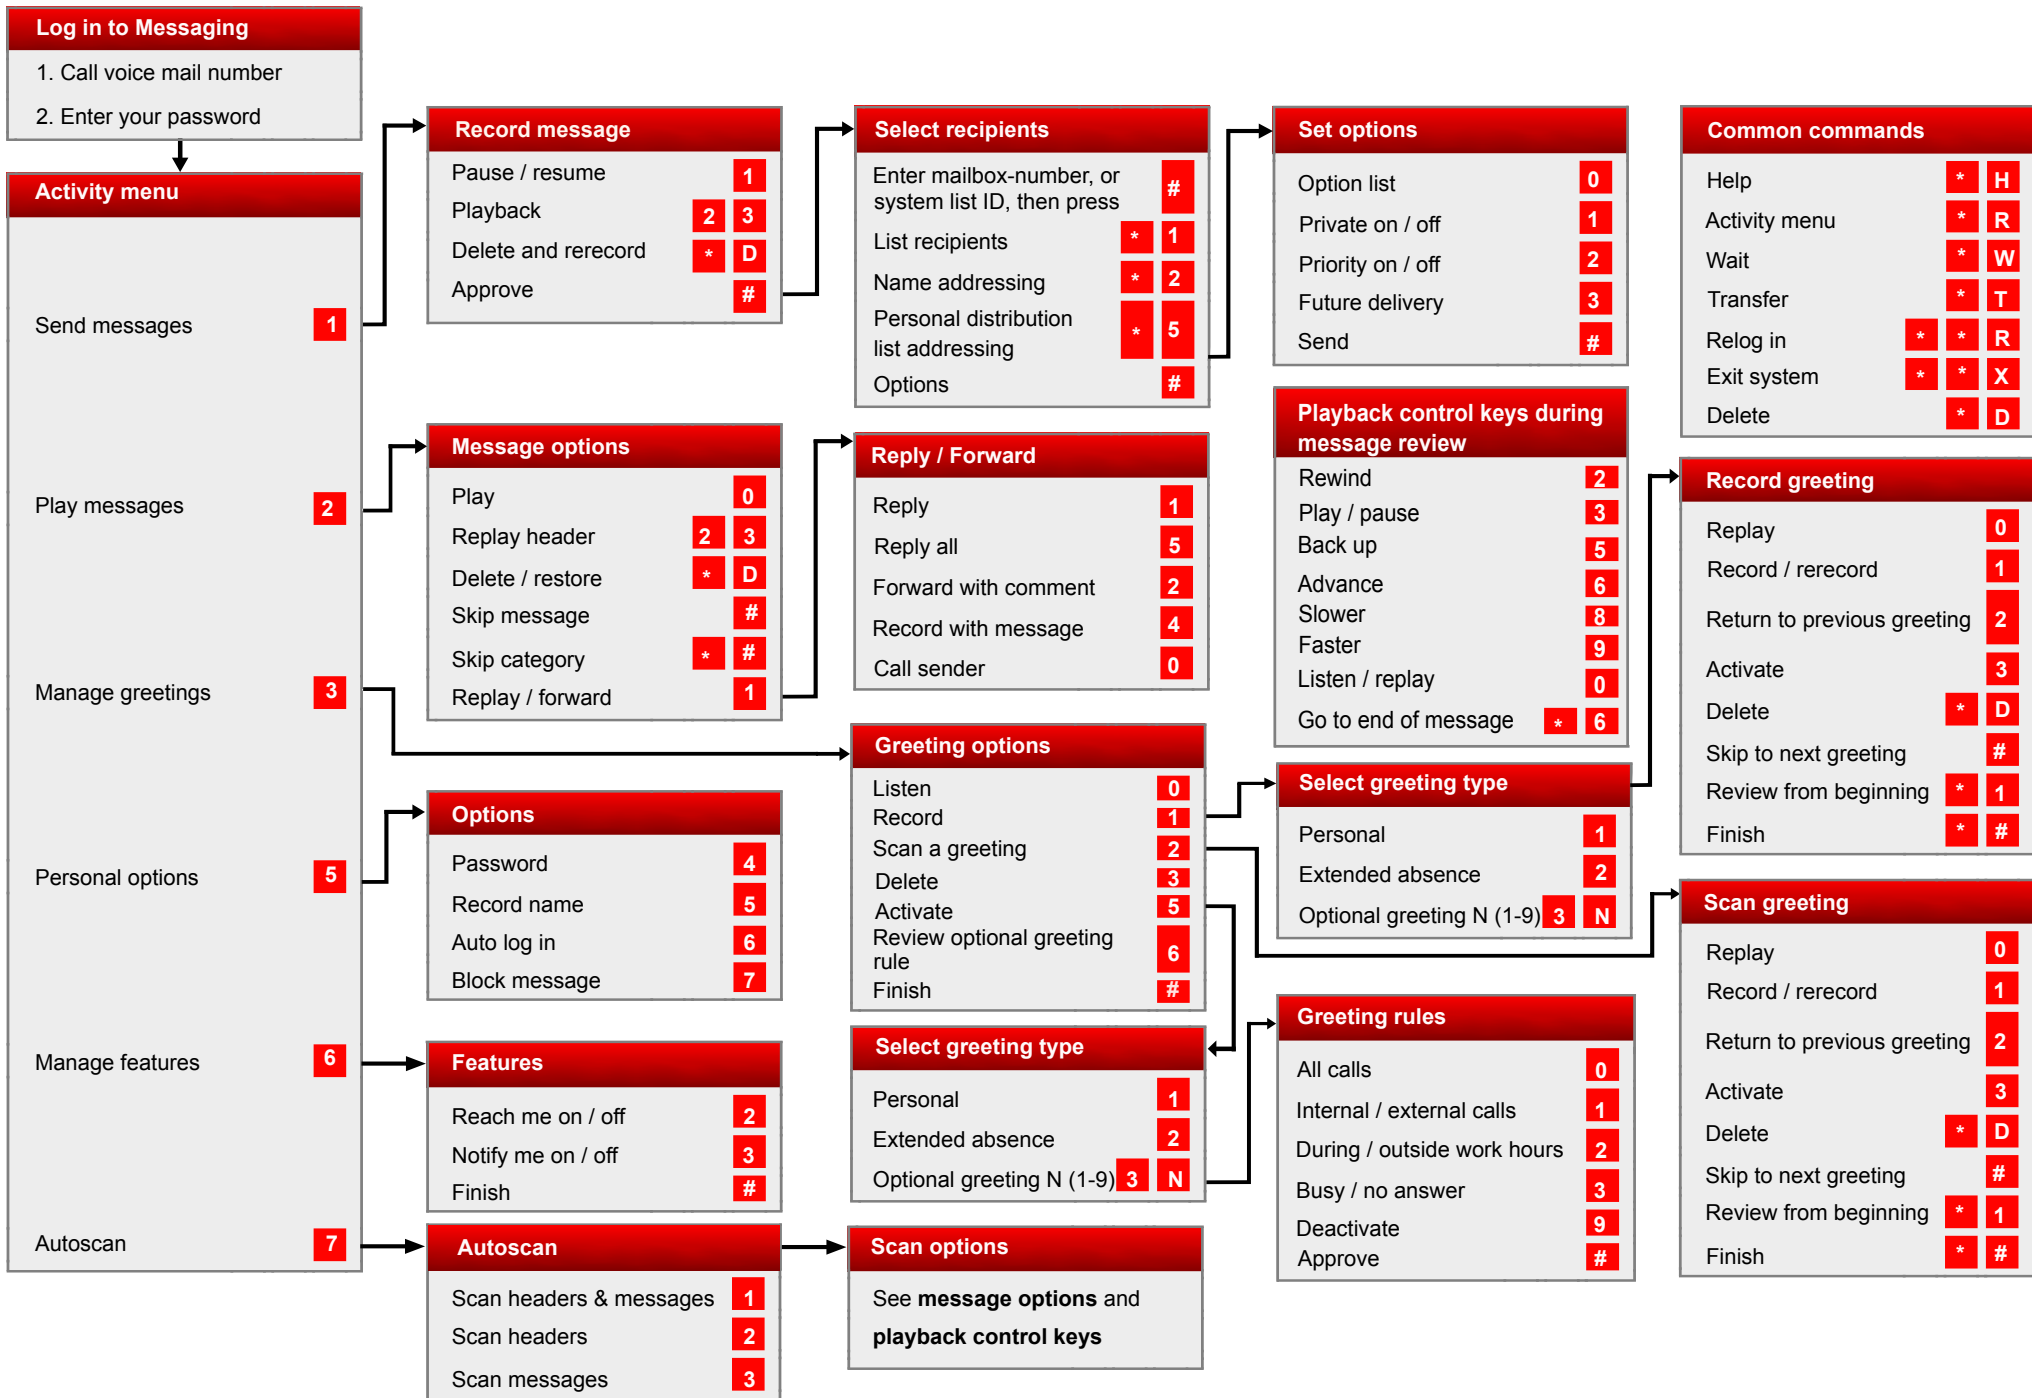 Log in to Messaging
1. Call voice mail number
2. Enter your password
Activity menu
Send messages 1
Play messages 2
Manage greetings 3
Personal options 5
Manage features 6
Autoscan 7
Record message
Pause / resume 1
Playback 2 3
Delete and rerecord * D
Approve #
Select recipients
Enter mailbox-number, or
system list ID, then press #
List recipients * 1
Name addressing * 2
Personal distribution
list addressing * 5
Options #
Set options
Option list 0
Private on / off 1
Priority on / off 2
Future delivery 3
Send #
Common commands
Help * H
Activity menu * R
Wait * W
Transfer * T
Relog in * * R
Exit system * * X
Delete * D
Message options
Play 0
Replay header 2 3
Delete / restore * D
Skip message #
Skip category * #
Replay / forward 1
Reply / Forward
Reply 1
Reply all 5
Forward with comment 2
Record with message 4
Call sender 0
Playback control keys during
message review
Rewind 2
Play / pause 3
Back up 5
Advance 6
Slower 8
Faster 9
Listen / replay 0
Go to end of message * 6
Record greeting
Replay 0
Record / rerecord 1
Return to previous greeting 2
Activate 3
Delete * D
Skip to next greeting #
Review from beginning * 1
Finish * #
Options
Password 4
Record name 5
Auto log in 6
Block message 7
Greeting options
Listen 0
Record 1
Scan a greeting 2
Delete 3
Activate 5
Review optional greeting
rule 6
Finish #
Select greeting type
Personal 1
Extended absence 2
Optional greeting N (1-9) 3 N
Scan greeting
Replay 0
Record / rerecord 1
Return to previous greeting 2
Activate 3
Delete * D
Skip to next greeting #
Review from beginning * 1
Finish * #
Features
Reach me on / off 2
Notify me on / off 3
Finish #
Select greeting type
Personal 1
Extended absence 2
Optional greeting N (1-9) 3 N
Greeting rules
All calls 0
Internal / external calls 1
During / outside work hours 2
Busy / no answer 3
Deactivate 9
Approve #
Autoscan
Scan headers & messages 1
Scan headers 2
Scan messages 3
Scan options
See message options and
playback control keys